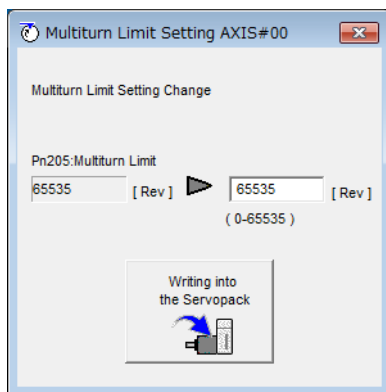 Multiturn Limit Setting AXIS#00
Multiturn Limit Setting Change
Pn205:Multiturn Limit
65535 [ Rev ] 65535 [ Rev ]
( 0-65535 )
Writing into
the Servopack